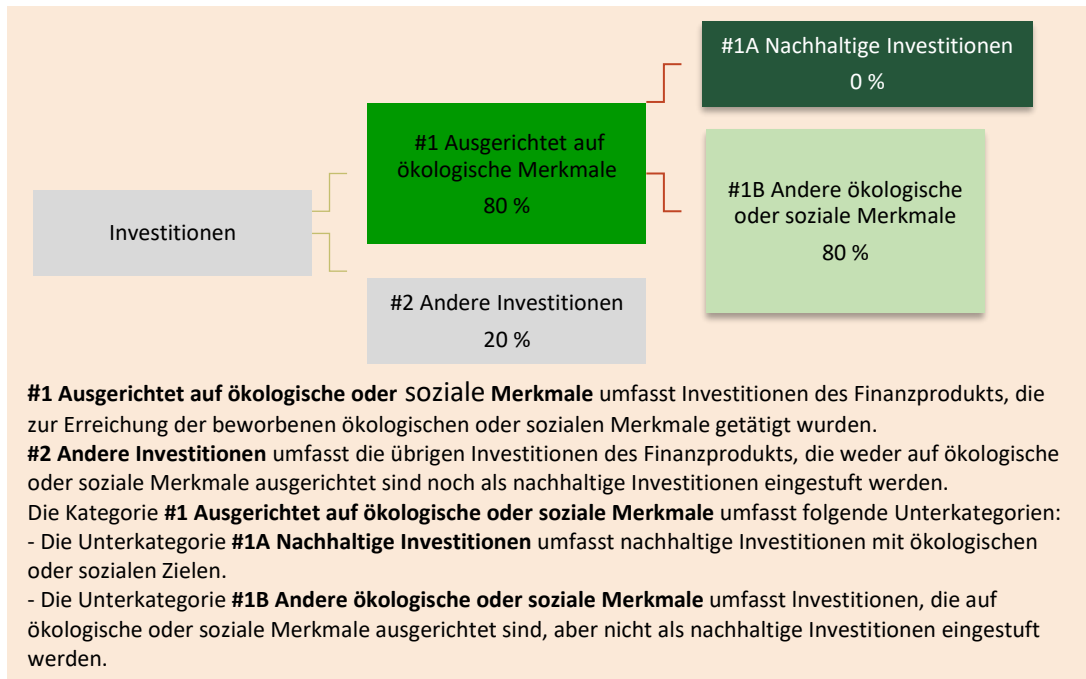 #1A Nachhaltige Investitionen
0 %
#1 Ausgerichtet auf
ökologische Merkmale
80 %
#1B Andere ökologische
oder soziale Merkmale
80 %
Investitionen
#2 Andere Investitionen
20 %
#1 Ausgerichtet auf ökologische oder soziale Merkmale umfasst Investitionen des Finanzprodukts, die
zur Erreichung der beworbenen ökologischen oder sozialen Merkmale getätigt wurden.
#2 Andere Investitionen umfasst die übrigen Investitionen des Finanzprodukts, die weder auf ökologische
oder soziale Merkmale ausgerichtet sind noch als nachhaltige Investitionen eingestuft werden.
Die Kategorie #1 Ausgerichtet auf ökologische oder soziale Merkmale umfasst folgende Unterkategorien:
- Die Unterkategorie #1A Nachhaltige Investitionen umfasst nachhaltige Investitionen mit ökologischen
oder sozialen Zielen.
- Die Unterkategorie #1B Andere ökologische oder soziale Merkmale umfasst Investitionen, die auf
ökologische oder soziale Merkmale ausgerichtet sind, aber nicht als nachhaltige Investitionen eingestuft
werden.